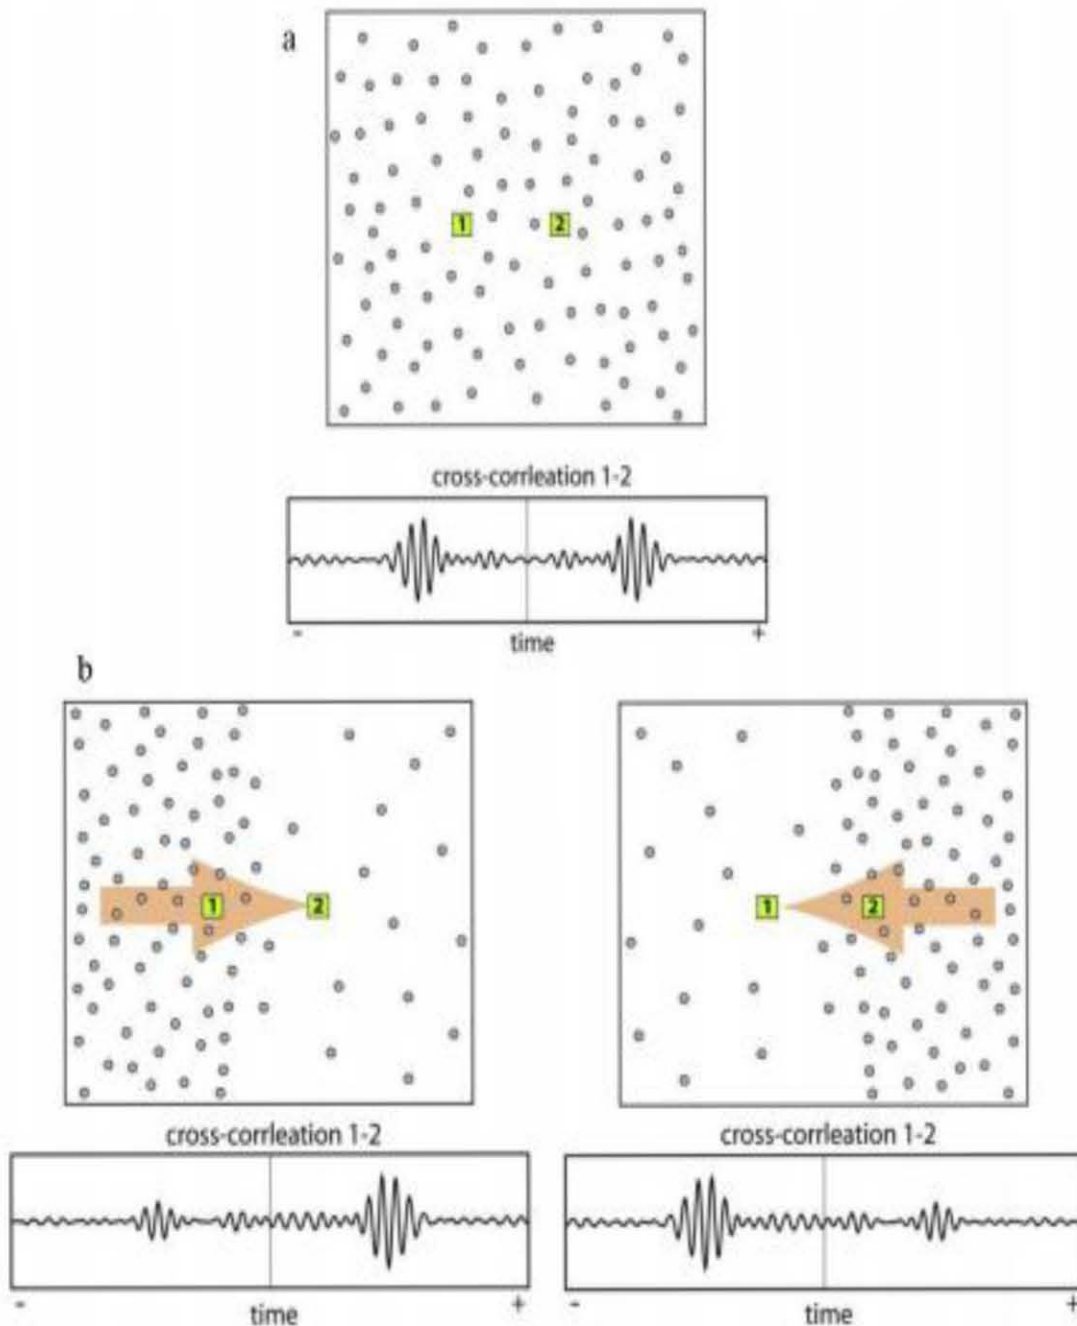 a
1 2
cross-corrleation 1-2
- time +
b
1 2
1 2
cross-corrleation 1-2
cross-corrleation 1-2
- time +
- time +